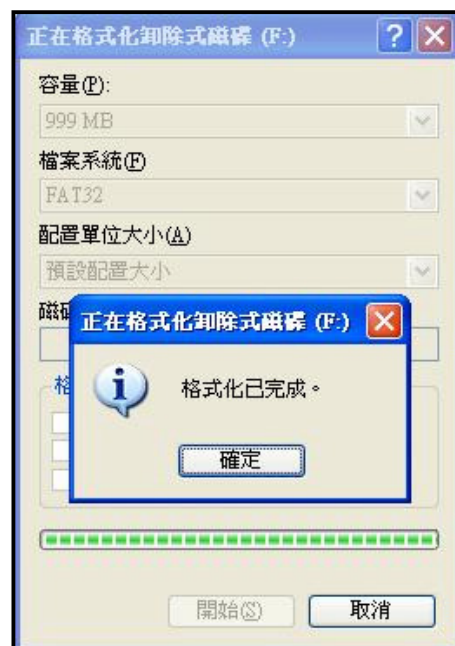 正在格式化卸除式磁碟 (F:)
容量(P):
999 MB
檔案系統(F)
FAT32
配置單位大小(A)
預設配置大小
正在格式化卸除式磁碟 (F:)
格式化已完成。
確定
開始(S)
取消